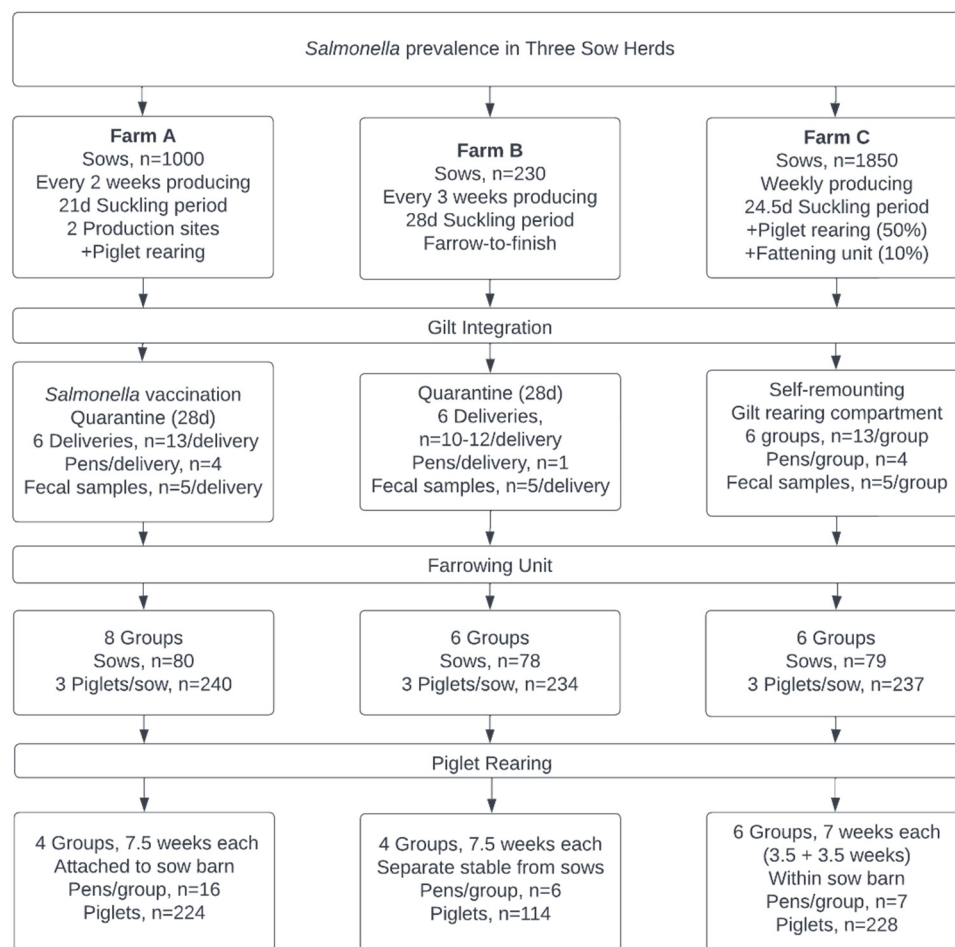 Salmonella prevalence in Three Sow Herds
Farm A
Sows, n=1000
Every 2 weeks producing
21d Suckling period
2 Production sites
+Piglet rearing
Farm B
Sows, n=230
Every 3 weeks producing
28d Suckling period
Farrow-to-finish
Farm C
Sows, n=1850
Weekly producing
24.5d Suckling period
+Piglet rearing (50%)
+Fattening unit (10%)
Gilt Integration
Salmonella vaccination
Quarantine (28d)
6 Deliveries, n=13/delivery
Pens/delivery, n=4
Fecal samples, n=5/delivery
Quarantine (28d)
6 Deliveries,
n=10-12/delivery
Pens/delivery, n=1
Fecal samples, n=5/delivery
Self-remounting
Gilt rearing compartment
6 groups, n=13/group
Pens/group, n=4
Fecal samples, n=5/group
Farrowing Unit
8 Groups
Sows, n=80
3 Piglets/sow, n=240
6 Groups
Sows, n=78
3 Piglets/sow, n=234
6 Groups
Sows, n=79
3 Piglets/sow, n=237
Piglet Rearing
4 Groups, 7.5 weeks each
Attached to sow barn
Pens/group, n=16
Piglets, n=224
4 Groups, 7.5 weeks each
Separate stable from sows
Pens/group, n=6
Piglets, n=114
6 Groups, 7 weeks each
(3.5 + 3.5 weeks)
Within sow barn
Pens/group, n=7
Piglets, n=228